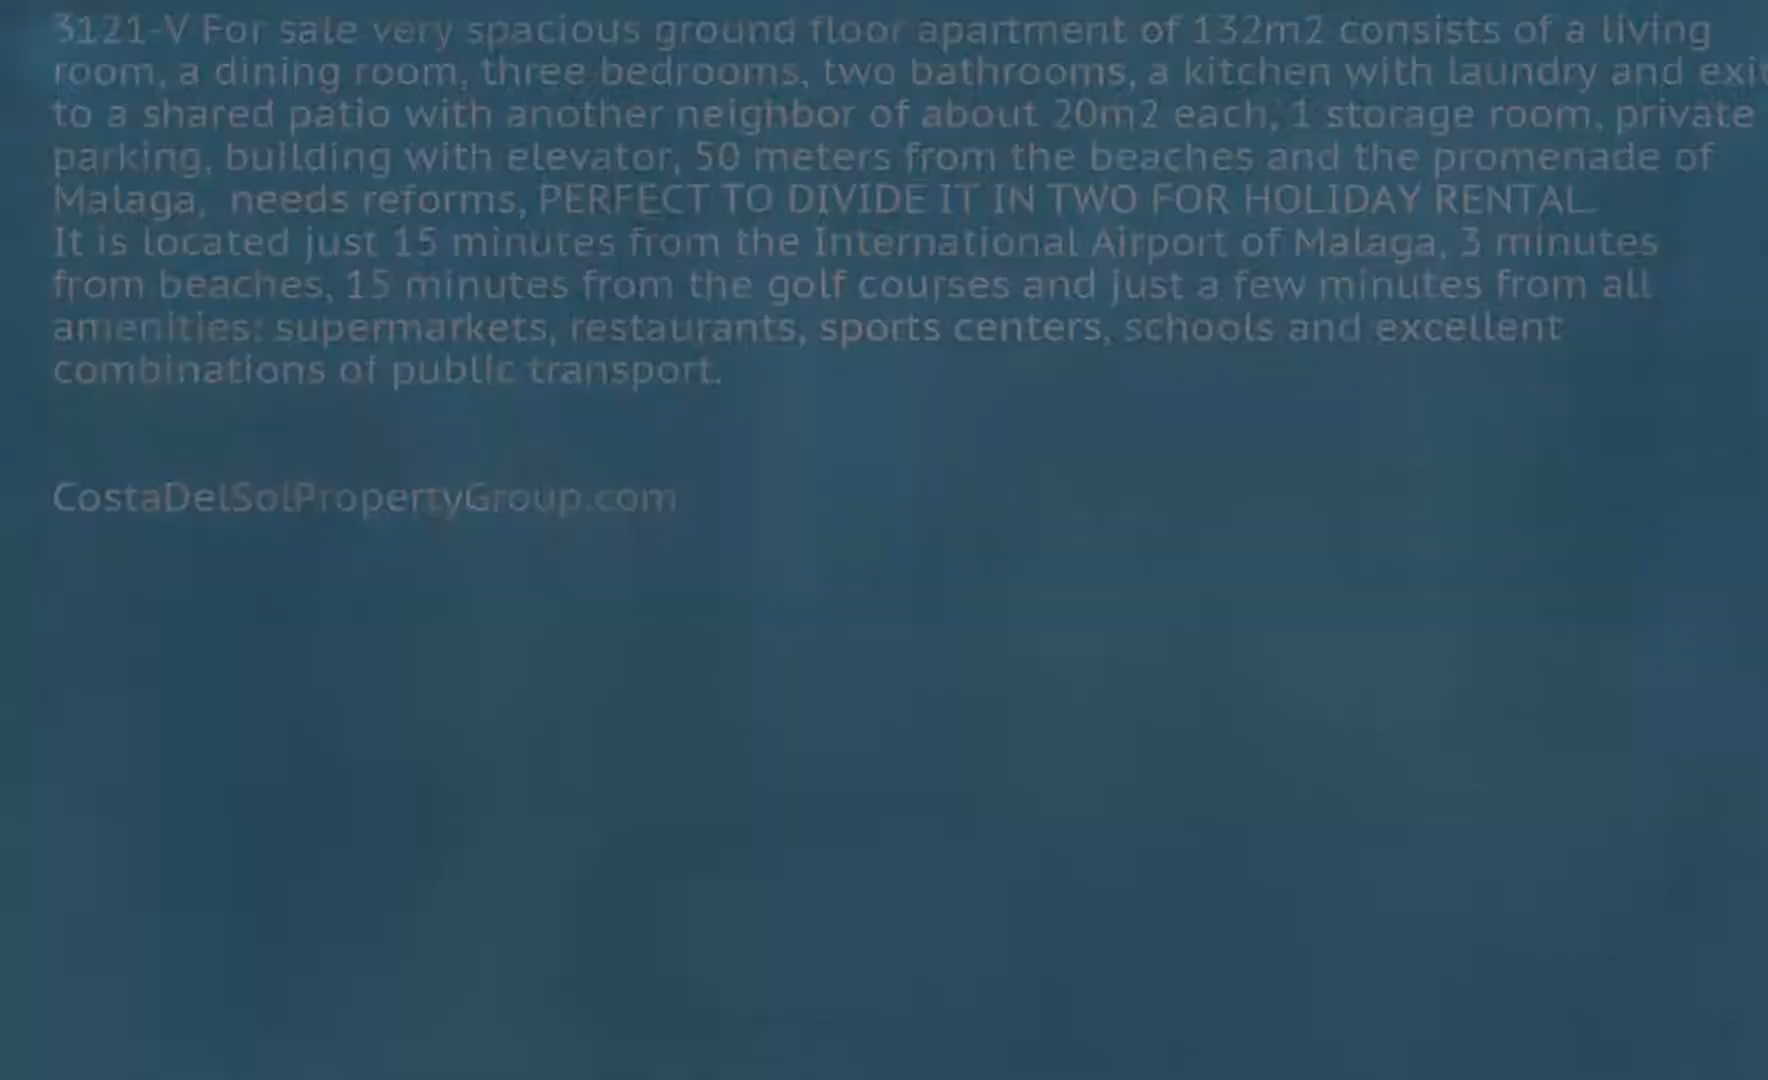 3121-V For sale very spacious ground floor apartment of 132m2 consists of a living
room, a dining room, three bedrooms, two bathrooms, a kitchen with laundry and exit
to a shared patio with another neighbor of about 20m2 each, 1 storage room, private
parking, building with elevator, 50 meters from the beaches and the promenade of
Malaga,  needs reforms, PERFECT TO DIVIDE IT IN TWO FOR HOLIDAY RENTAL.
It is located just 15 minutes from the International Airport of Malaga, 3 minutes
from beaches, 15 minutes from the golf courses and just a few minutes from all
amenities: supermarkets, restaurants, sports centers, schools and excellent
combinations of public transport.
CostaDelSolPropertyGroup.com